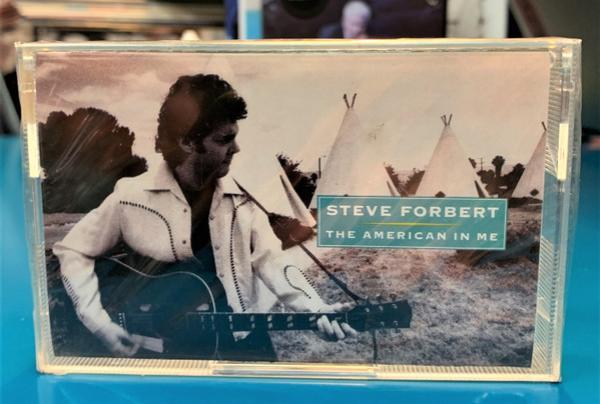 STEVE FORBERT
THE AMERICAN IN ME